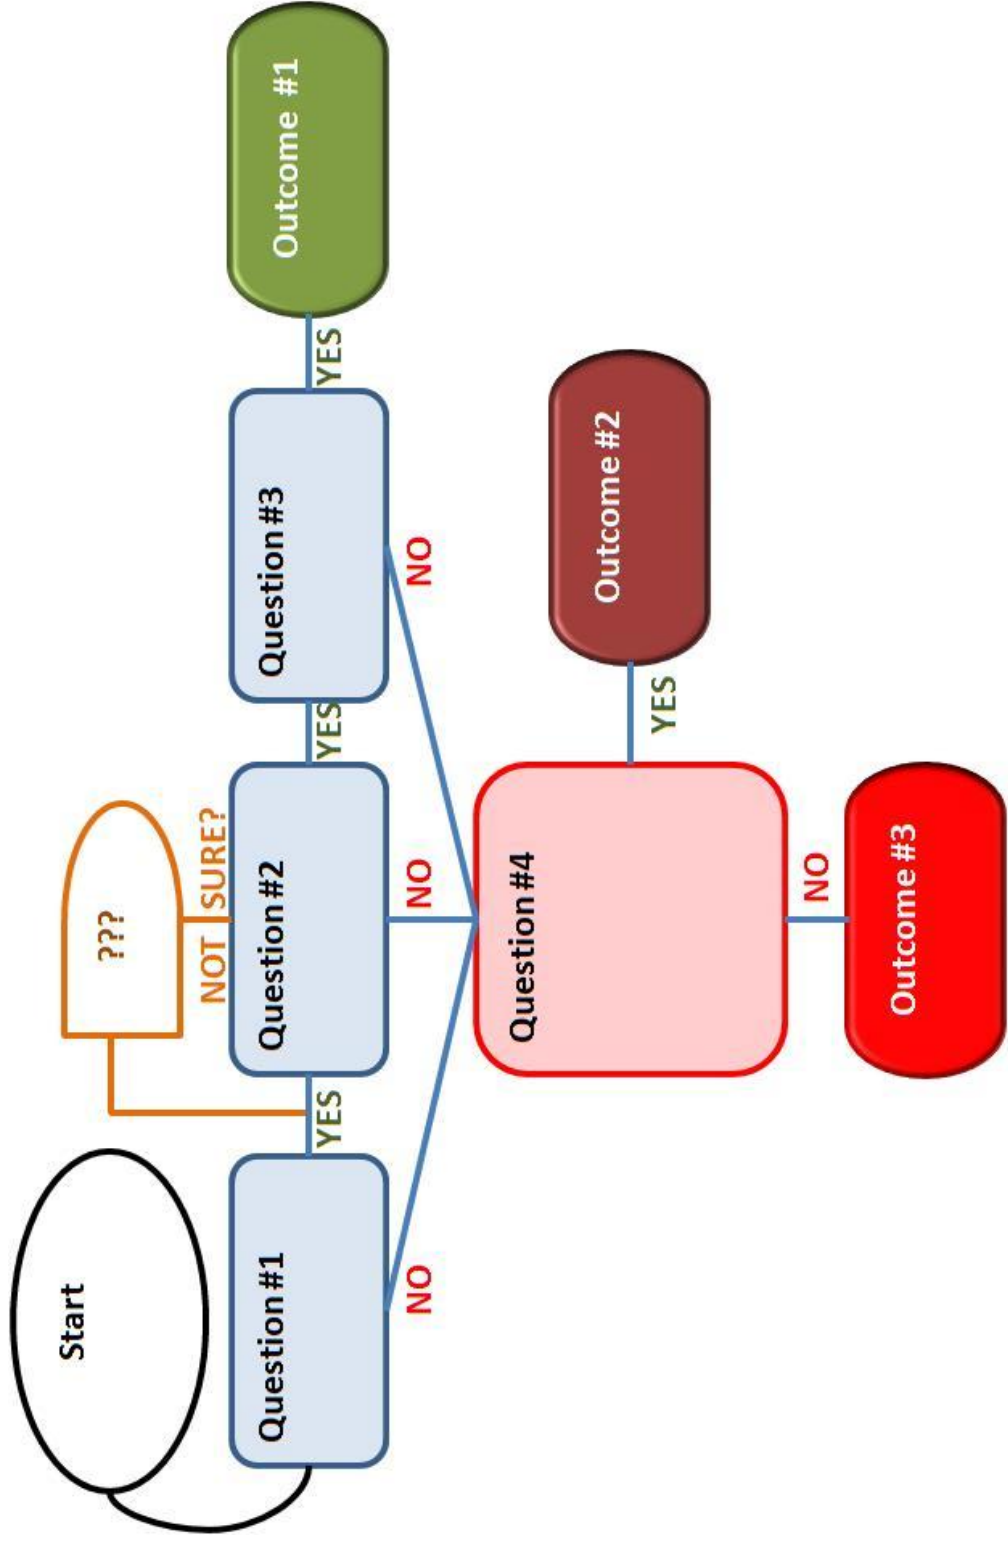 Start
???
NOT SURE?
Question #1
YES
Question #2
YES
Question #3
YES
Outcome #1
NO
NO
NO
Question #4
YES
Outcome #2
NO
Outcome #3